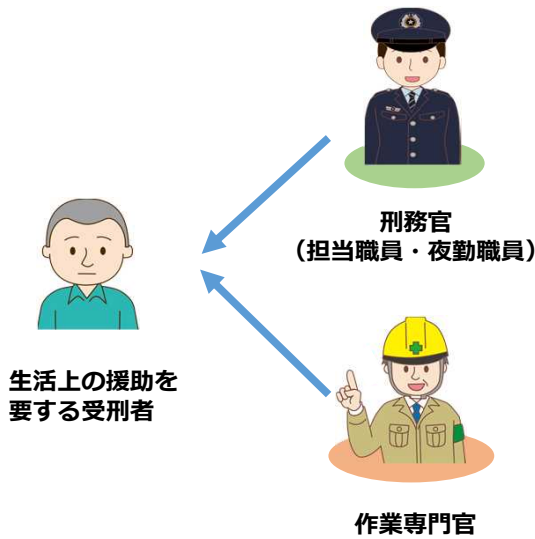 刑務官
（担当職員・夜勤職員）
生活上の援助を
要する受刑者
作業専門官